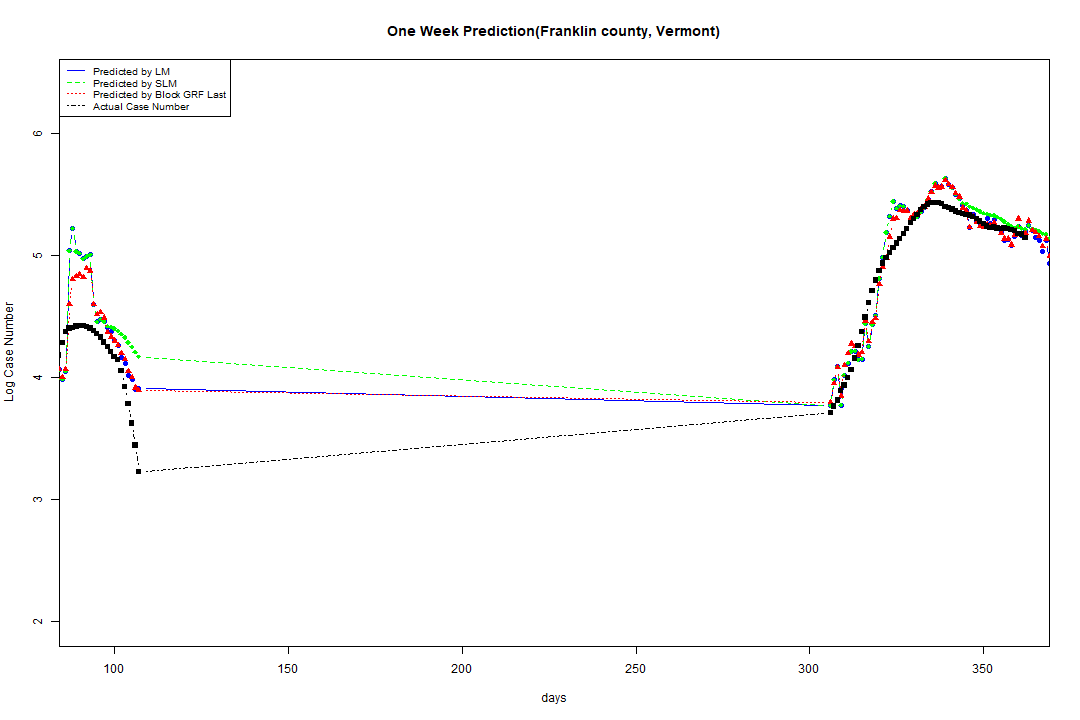 One Week Prediction(Franklin county, Vermont)
Predicted by LM
Predicted by SLM
Predicted by Block GRF Last
Actual Case Number
6
5
4
3
2
Log Case Number
100 150 200 250 300 350
days